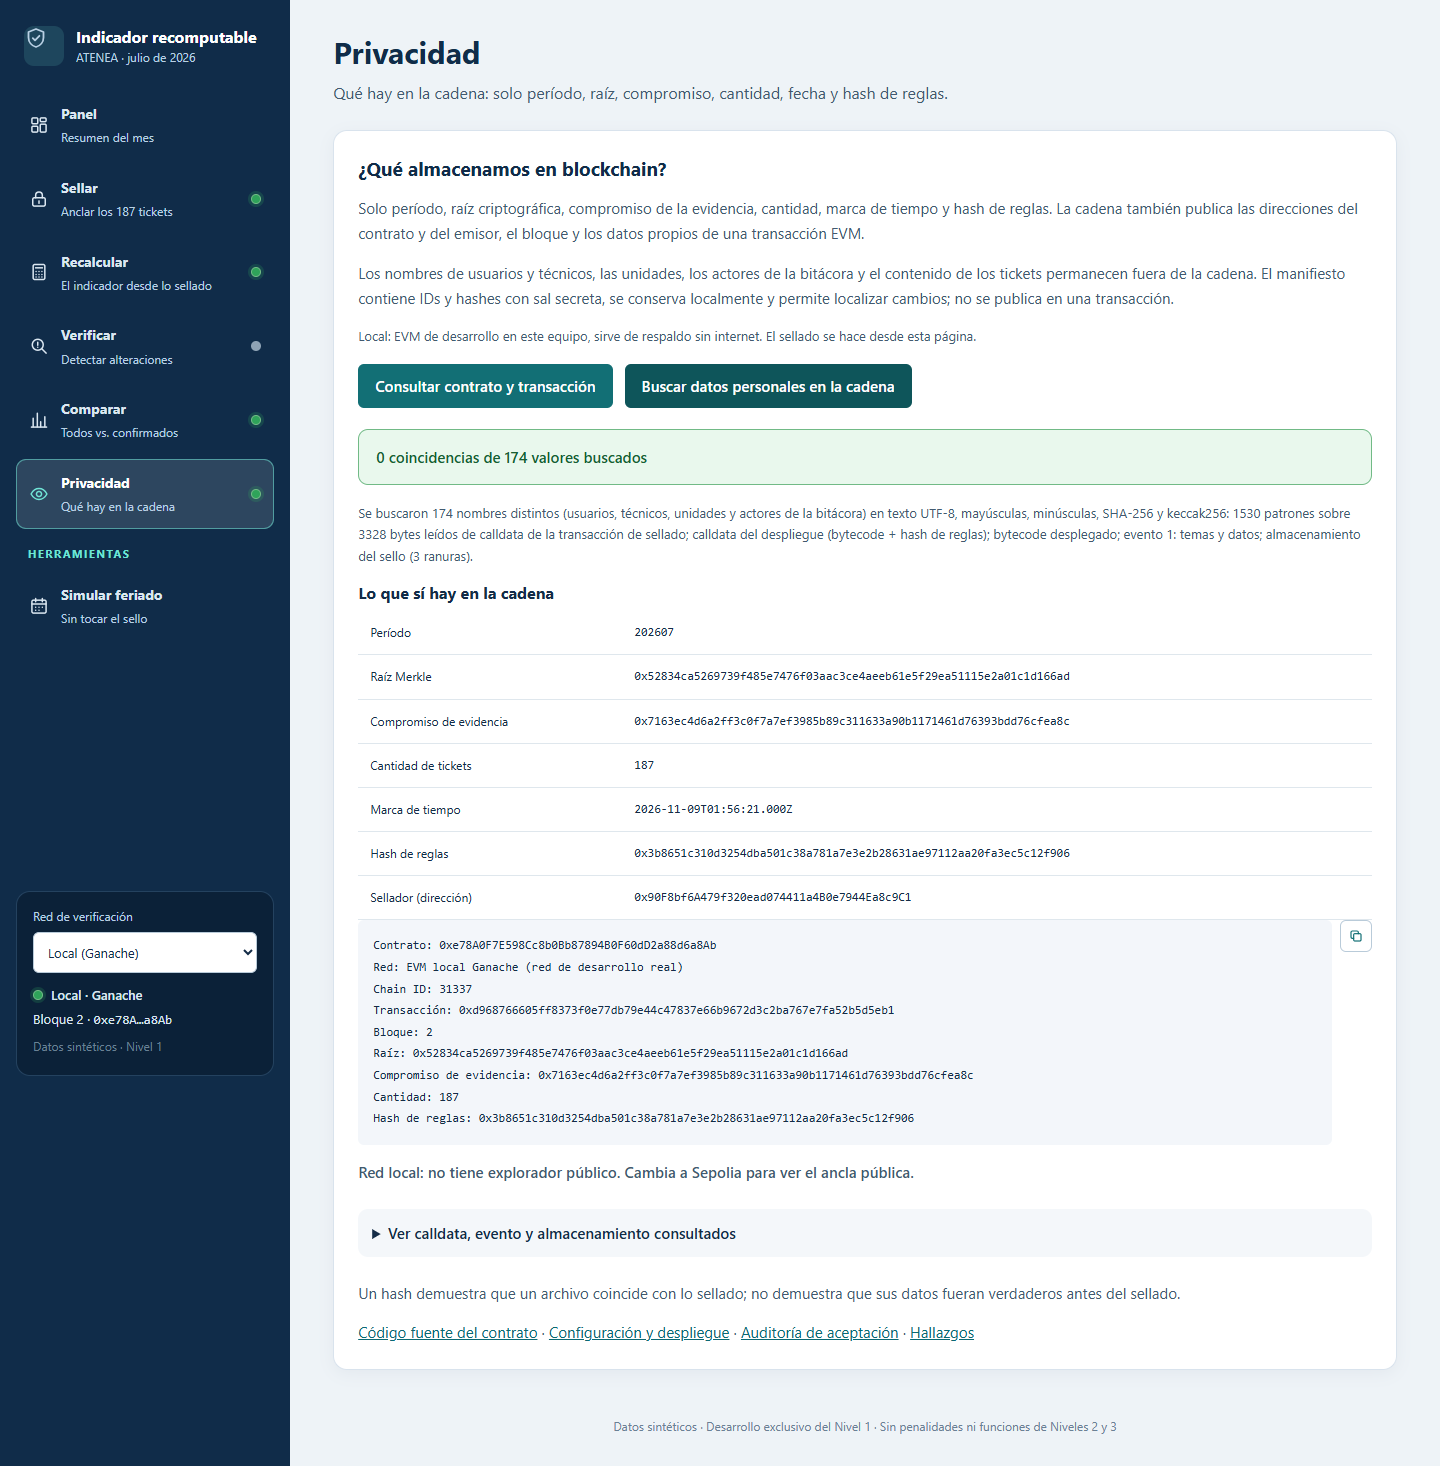 Indicador recomputable
ATENEA · julio de 2026
Panel
Resumen del mes
Sellar
Anclar los 187 tickets
Recalcular
El indicador desde lo sellado
Verificar
Detectar alteraciones
Comparar
Todos vs. confirmados
Privacidad
Qué hay en la cadena
HERRAMIENTAS
Simular feriado
Sin tocar el sello
Red de verificación
Local (Ganache)
Local · Ganache
Bloque 2 · 0xe78A…a8Ab
Datos sintéticos · Nivel 1
Privacidad
Qué hay en la cadena: solo período, raíz, compromiso, cantidad, fecha y hash de reglas.
¿Qué almacenamos en blockchain?
Solo período, raíz criptográfica, compromiso de la evidencia, cantidad, marca de tiempo y hash de reglas. La cadena también publica las direcciones del
contrato y del emisor, el bloque y los datos propios de una transacción EVM.
Los nombres de usuarios y técnicos, las unidades, los actores de la bitácora y el contenido de los tickets permanecen fuera de la cadena. El manifiesto
contiene IDs y hashes con sal secreta, se conserva localmente y permite localizar cambios; no se publica en una transacción.
Local: EVM de desarrollo en este equipo, sirve de respaldo sin internet. El sellado se hace desde esta página.
Consultar contrato y transacción
Buscar datos personales en la cadena
0 coincidencias de 174 valores buscados
Se buscaron 174 nombres distintos (usuarios, técnicos, unidades y actores de la bitácora) en texto UTF-8, mayúsculas, minúsculas, SHA-256 y keccak256: 1530 patrones sobre
3328 bytes leídos de calldata de la transacción de sellado; calldata del despliegue (bytecode + hash de reglas); bytecode desplegado; evento 1: temas y datos; almacenamiento
del sello (3 ranuras).
Lo que sí hay en la cadena
Período 202607
Raíz Merkle 0x52834ca5269739f485e7476f03aac3ce4aeeb61e5f29ea51115e2a01c1d166ad
Compromiso de evidencia 0x7163ec4d6a2ff3c0f7a7ef3985b89c311633a90b1171461d76393bdd76cfea8c
Cantidad de tickets 187
Marca de tiempo 2026-11-09T01:56:21.000Z
Hash de reglas 0x3b8651c310d3254dba501c38a781a7e3e2b28631ae97112aa20fa3ec5c12f906
Sellador (dirección) 0x90F8bf6A479f320ead074411a4B0e7944Ea8c9C1
Contrato: 0xe78A0F7E598Cc8b0Bb87894B0F60dD2a88d6a8Ab
Red: EVM local Ganache (red de desarrollo real)
Chain ID: 31337
Transacción: 0xd968766605ff8373f0e77db79e44c47837e66b9672d3c2ba767e7fa52b5d5eb1
Bloque: 2
Raíz: 0x52834ca5269739f485e7476f03aac3ce4aeeb61e5f29ea51115e2a01c1d166ad
Compromiso de evidencia: 0x7163ec4d6a2ff3c0f7a7ef3985b89c311633a90b1171461d76393bdd76cfea8c
Cantidad: 187
Hash de reglas: 0x3b8651c310d3254dba501c38a781a7e3e2b28631ae97112aa20fa3ec5c12f906
Red local: no tiene explorador público. Cambia a Sepolia para ver el ancla pública.
Ver calldata, evento y almacenamiento consultados
Un hash demuestra que un archivo coincide con lo sellado; no demuestra que sus datos fueran verdaderos antes del sellado.
Código fuente del contrato · Configuración y despliegue · Auditoría de aceptación · Hallazgos
Datos sintéticos · Desarrollo exclusivo del Nivel 1 · Sin penalidades ni funciones de Niveles 2 y 3